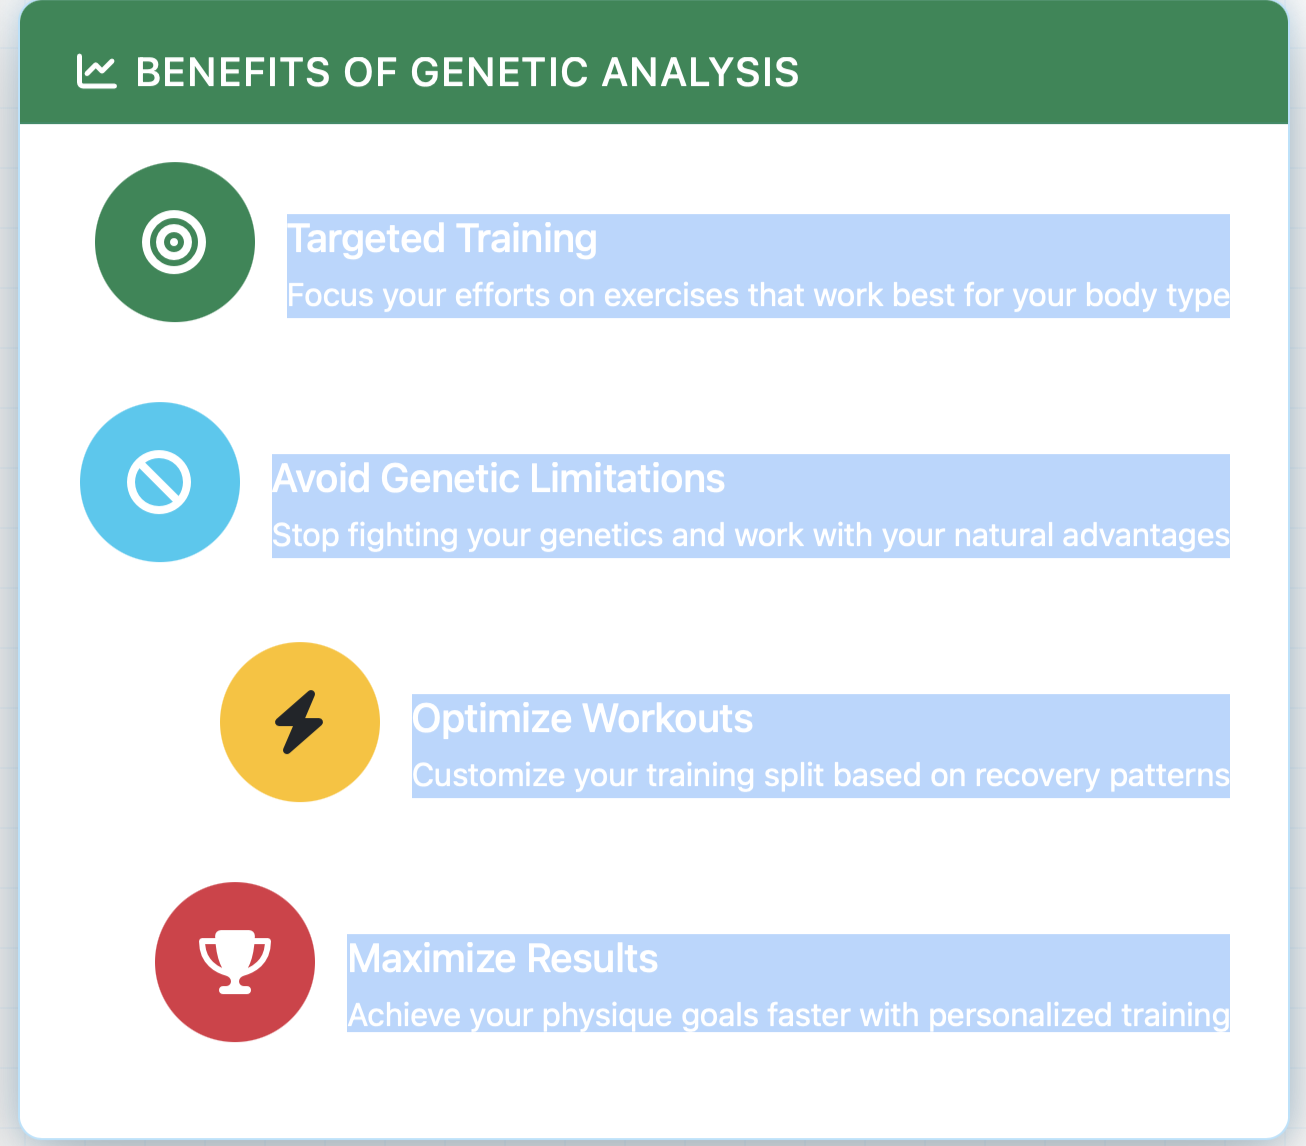 BENEFITS OF GENETIC ANALYSIS
Targeted Training
Focus your efforts on exercises that work best for your body type
Avoid Genetic Limitations
Stop fighting your genetics and work with your natural advantages
Optimize Workouts
Customize your training split based on recovery patterns
Maximize Results
Achieve your physique goals faster with personalized training